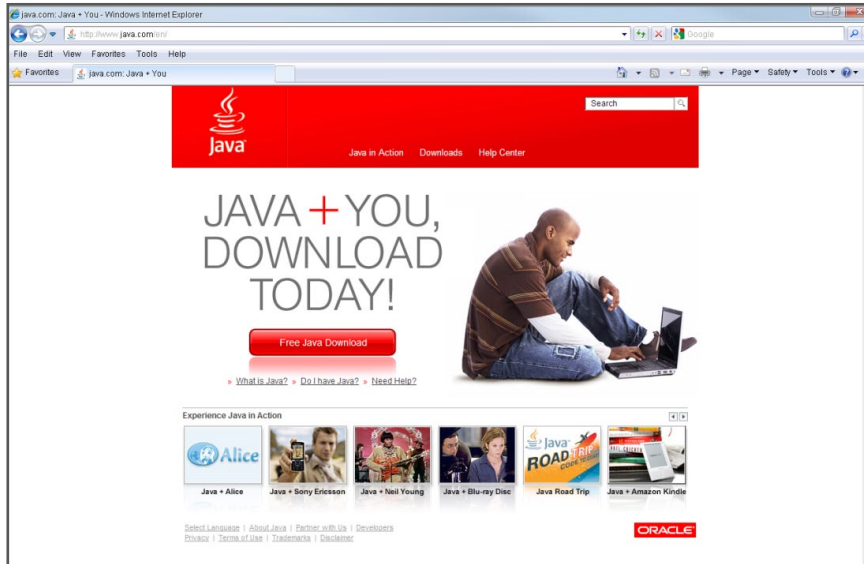 java.com: Java + You - Windows Internet Explorer
http://www.java.com/en/
Google
File Edit View Favorites Tools Help
Favorites java.com: Java + You
Page Safety Tools
Java
Search
Java in Action Downloads Help Center
JAVA + YOU,
DOWNLOAD
TODAY!
Free Java Download
» What is Java? » Do I have Java? » Need Help?
Experience Java in Action
Alice
Java
ROAD TRIP
CODE TO
Java + Alice Java + Sony Ericsson Java + Neil Young Java + Blu-ray Disc Java Road Trip Java + Amazon Kindle
Select Language | About Java | Partner with Us | Developers
Privacy | Terms of Use | Trademarks | Disclaimer
ORACLE